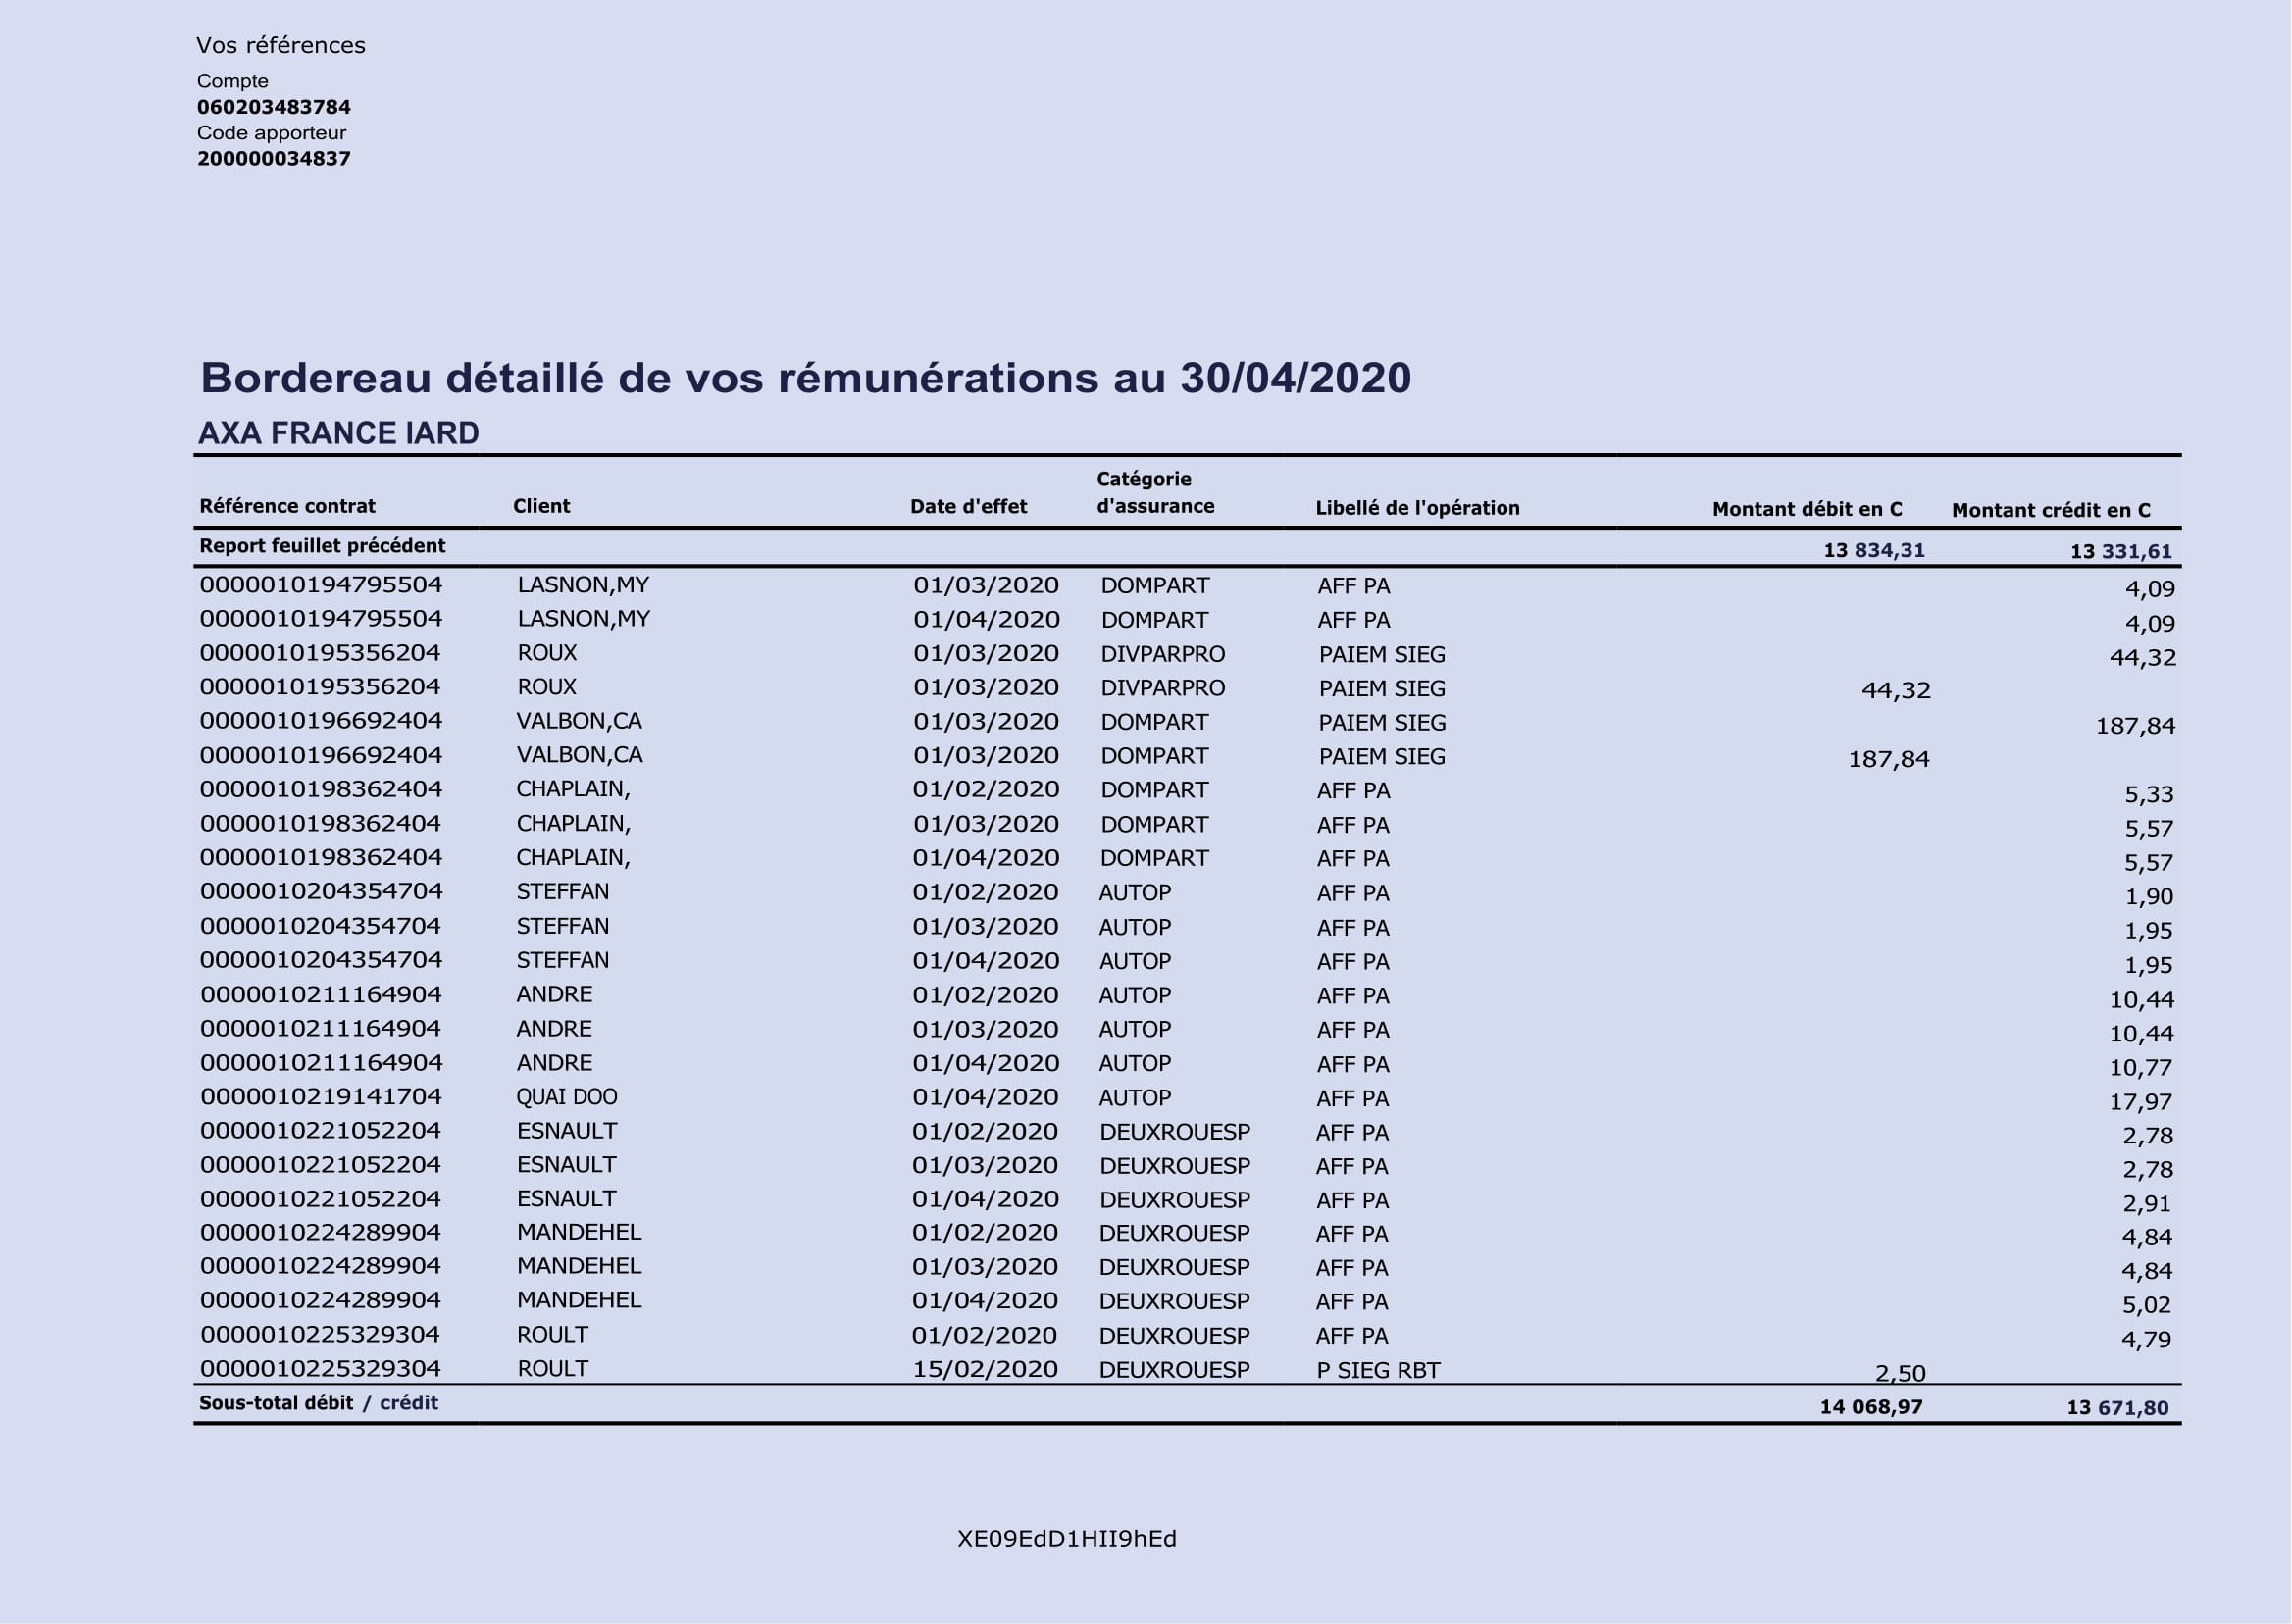 Vos références
Compte
060203483784
Code apporteur
200000034837
Bordereau détaillé de vos rémunérations au 30/04/2020
AXA FRANCE IARD
Référence contrat Client Date d'effet Catégorie d'assurance Libellé de l'opération Montant débit en C Montant crédit en C
Report feuillet précédent 13 834,31 13 331,61
0000010194795504 LASNON,MY 01/03/2020 DOMPART AFF PA 4,09
0000010194795504 LASNON,MY 01/04/2020 DOMPART AFF PA 4,09
0000010195356204 ROUX 01/03/2020 DIVPARPRO PAIEM SIEG 44,32
0000010195356204 ROUX 01/03/2020 DIVPARPRO PAIEM SIEG 44,32
0000010196692404 VALBON,CA 01/03/2020 DOMPART PAIEM SIEG 187,84
0000010196692404 VALBON,CA 01/03/2020 DOMPART PAIEM SIEG 187,84
0000010198362404 CHAPLAIN, 01/02/2020 DOMPART AFF PA 5,33
0000010198362404 CHAPLAIN, 01/03/2020 DOMPART AFF PA 5,57
0000010198362404 CHAPLAIN, 01/04/2020 DOMPART AFF PA 5,57
0000010204354704 STEFFAN 01/02/2020 AUTOP AFF PA 1,90
0000010204354704 STEFFAN 01/03/2020 AUTOP AFF PA 1,95
0000010204354704 STEFFAN 01/04/2020 AUTOP AFF PA 1,95
0000010211164904 ANDRE 01/02/2020 AUTOP AFF PA 10,44
0000010211164904 ANDRE 01/03/2020 AUTOP AFF PA 10,44
0000010211164904 ANDRE 01/04/2020 AUTOP AFF PA 10,77
0000010219141704 QUAI DOO 01/04/2020 AUTOP AFF PA 17,97
0000010221052204 ESNAULT 01/02/2020 DEUXROUESP AFF PA 2,78
0000010221052204 ESNAULT 01/03/2020 DEUXROUESP AFF PA 2,78
0000010221052204 ESNAULT 01/04/2020 DEUXROUESP AFF PA 2,91
0000010224289904 MANDEHEL 01/02/2020 DEUXROUESP AFF PA 4,84
0000010224289904 MANDEHEL 01/03/2020 DEUXROUESP AFF PA 4,84
0000010224289904 MANDEHEL 01/04/2020 DEUXROUESP AFF PA 5,02
0000010225329304 ROULT 01/02/2020 DEUXROUESP AFF PA 4,79
0000010225329304 ROULT 15/02/2020 DEUXROUESP P SIEG RBT 2,50
Sous-total débit / crédit 14 068,97 13 671,80
XE09EdD1HII9hEd